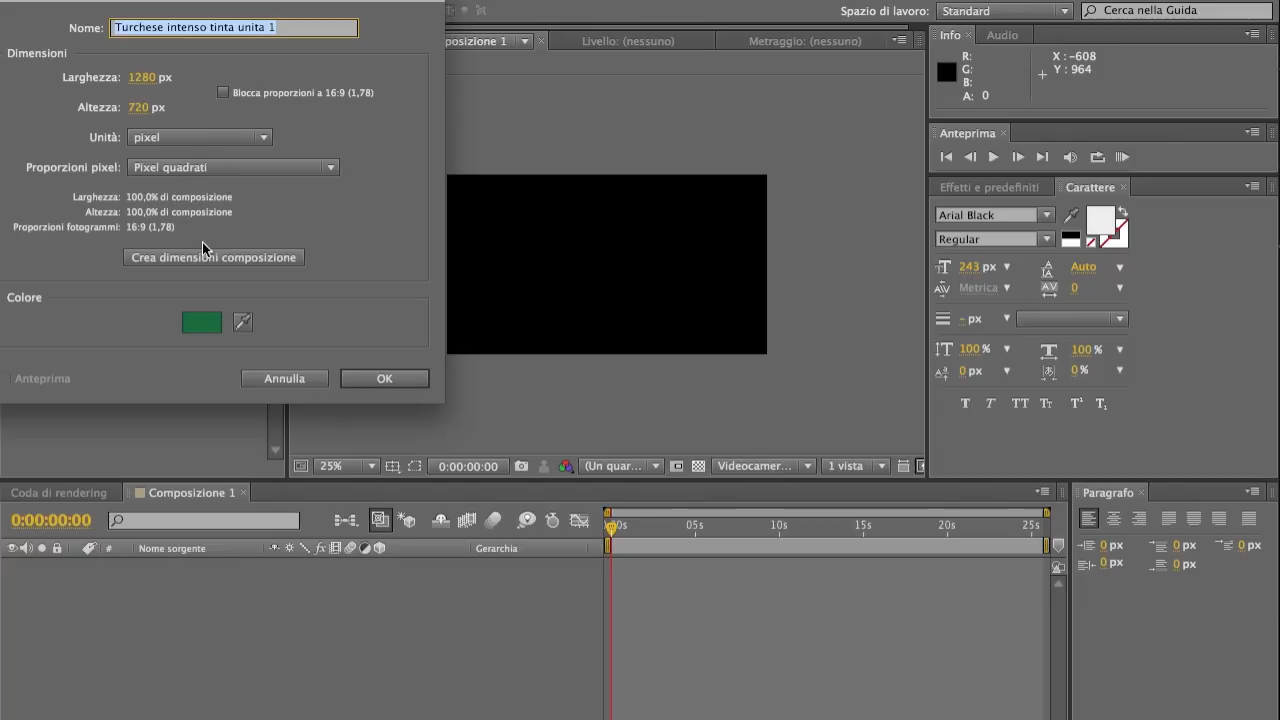 Nome: Turchese intenso tinta unita 1
Dimensioni
Larghezza: 1280 px
Blocca proporzioni a 16:9 (1,78)
Altezza: 720 px
Unità: pixel
Proporzioni pixel: Pixel quadrati
Larghezza: 100,0% di composizione
Altezza: 100,0% di composizione
Proporzioni fotogrammi: 16:9 (1,78)
Crea dimensioni composizione
Colore
Anteprima
Annulla
OK
Spazio di lavoro: Standard
Cerca nella Guida
posizione 1
Livello: (nessuno)
Metraggio: (nessuno)
Info
Audio
R:
G:
B:
A: 0
X : -608
Y : 964
Anteprima
Effetti e predefiniti
Carattere
Arial Black
Regular
243 px
Auto
Metrica
0
- px
100 %
100 %
0 px
0 %
T T TT Tt T¹ T₁
25%
0:00:00:00
(Un quar...
Videocamer...
1 vista
Coda di rendering
Composizione 1
0:00:00:00
# Nome sorgente
fx
Gerarchia
05s
10s
15s
20s
25s
Paragrafo
0 px
0 px
0 px
0 px
0 px